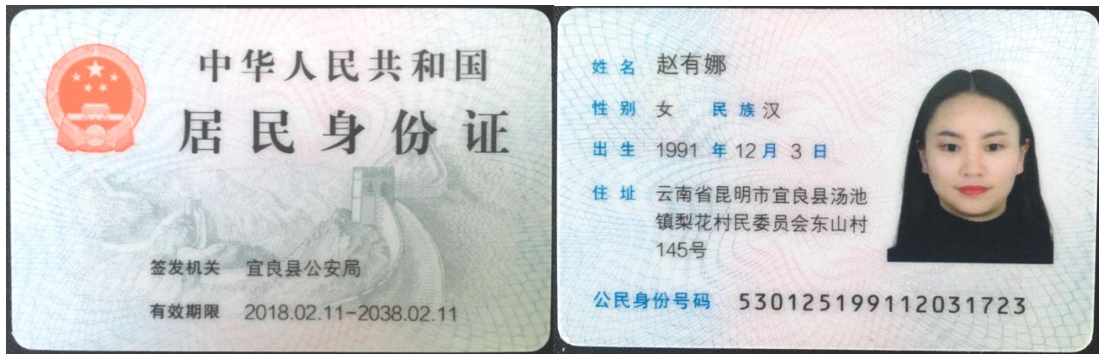 中华人民共和国
居民身份证
签发机关 宜良县公安局
有效期限 2018.02.11-2038.02.11
姓名 赵有娜
性别 女 民族 汉
出生 1991 年 12 月 3 日
住址 云南省昆明市宜良县汤池
镇梨花村民委员会东山村
145号
公民身份号码 530125199112031723